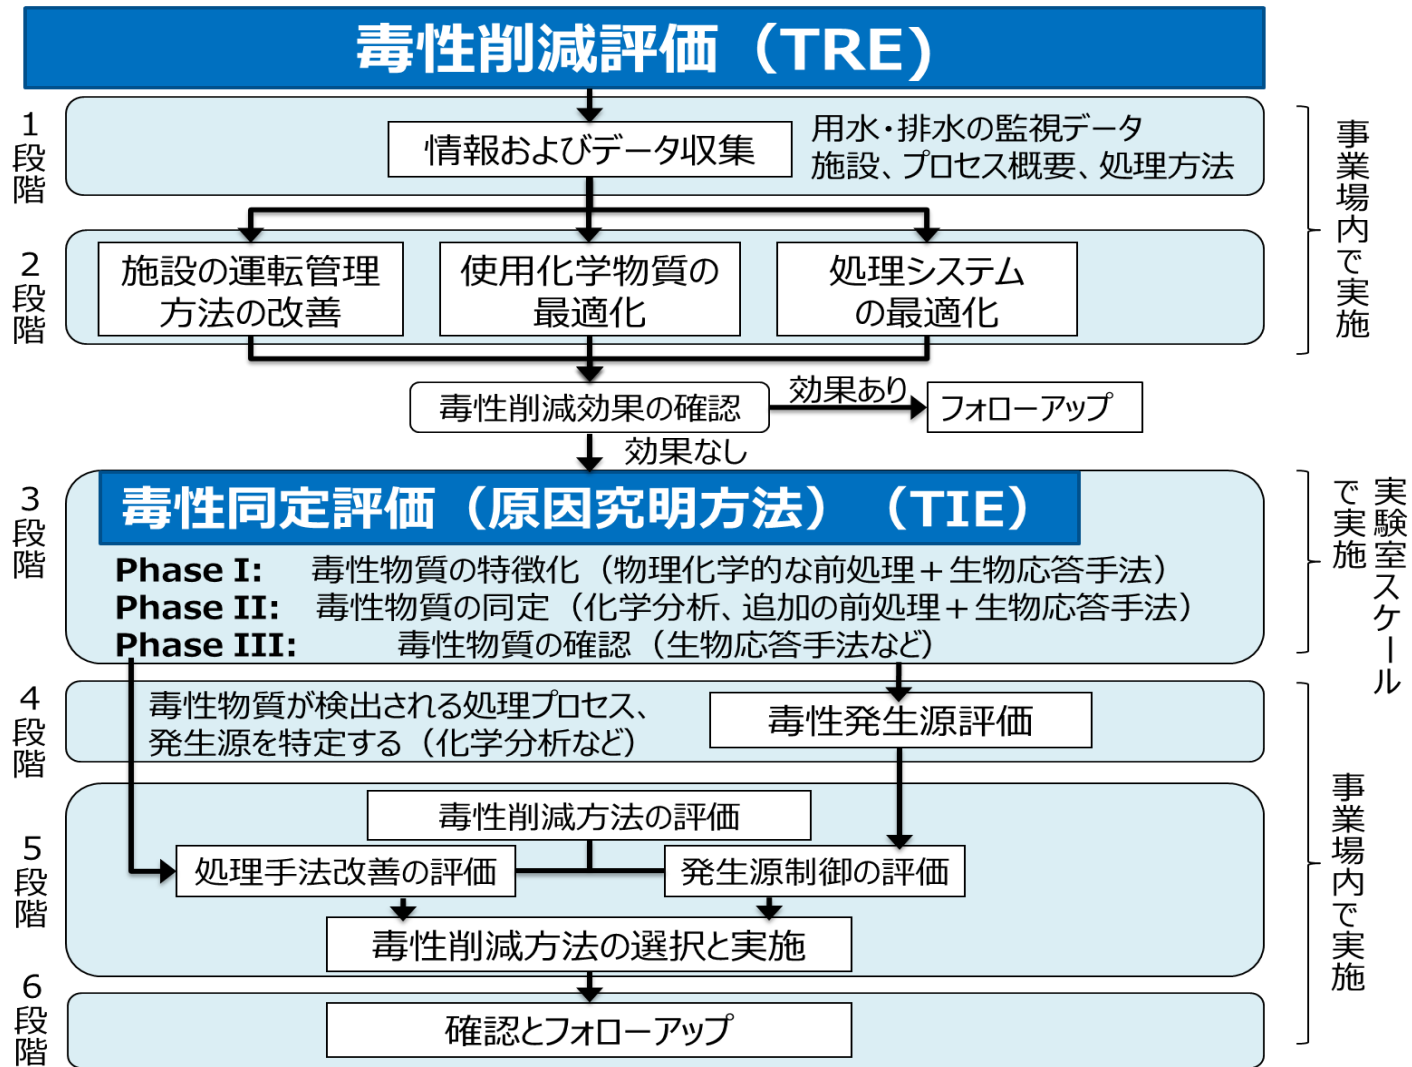 毒性削減評価（TRE)
1段階
情報およびデータ収集
用水・排水の監視データ
施設、プロセス概要、処理方法
事業場内で実施
2段階
施設の運転管理
方法の改善
使用化学物質の
最適化
処理システム
の最適化
毒性削減効果の確認
効果あり
フォローアップ
効果なし
3段階
毒性同定評価（原因究明方法）（TIE）
Phase I: 毒性物質の特徴化（物理化学的な前処理＋生物応答手法）
Phase II: 毒性物質の同定（化学分析、追加の前処理＋生物応答手法）
Phase III: 毒性物質の確認（生物応答手法など）
実験室スケール
で実施
4段階
毒性物質が検出される処理プロセス、
発生源を特定する（化学分析など）
毒性発生源評価
5段階
毒性削減方法の評価
処理手法改善の評価
発生源制御の評価
毒性削減方法の選択と実施
事業場内で実施
6段階
確認とフォローアップ